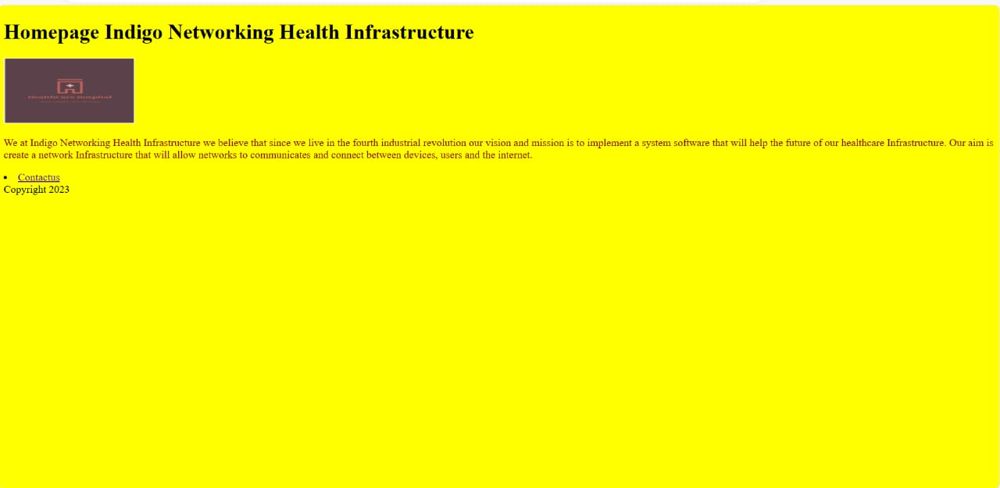 Homepage Indigo Networking Health Infrastructure
Healthcare Hospital
We at Indigo Networking Health Infrastructure we believe that since we live in the fourth industrial revolution our vision and mission is to implement a system software that will help the future of our healthcare Infrastructure. Our aim is
create a network Infrastructure that will allow networks to communicates and connect between devices, users and the internet.
Contactus
Copyright 2023